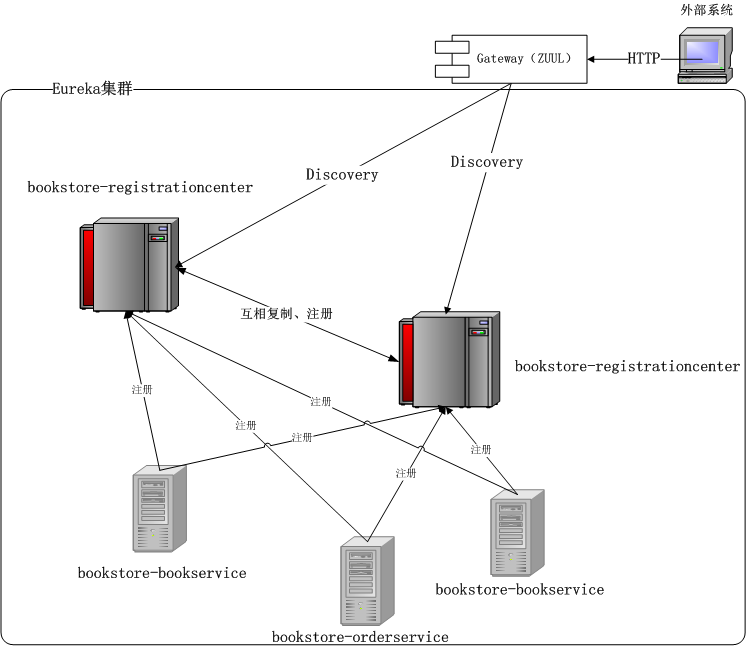 外部系统
Gateway（ZUUL）
HTTP
Eureka集群
Discovery
Discovery
bookstore-registrationcenter
互相复制、注册
bookstore-registrationcenter
注册
注册
注册
注册
注册
注册
bookstore-bookservice
bookstore-bookservice
bookstore-orderservice